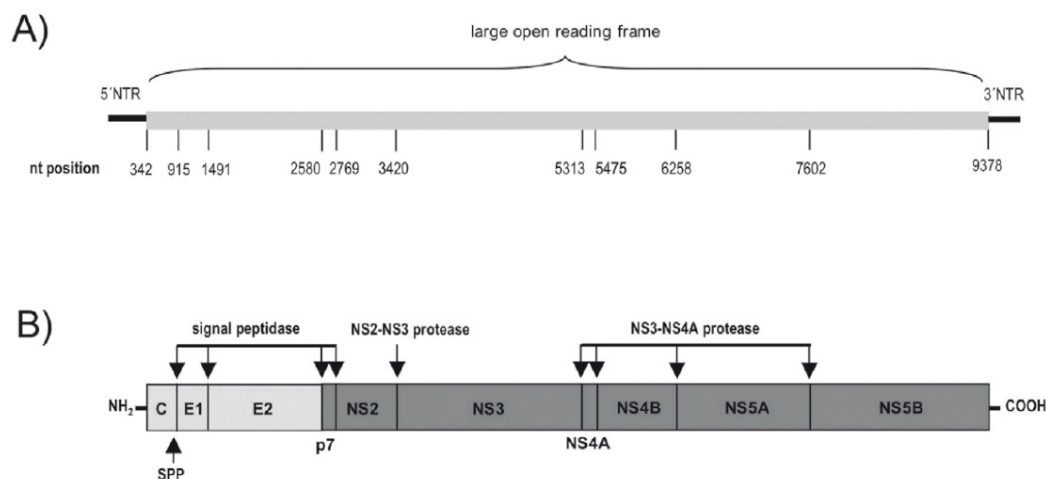 A)
large open reading frame
5´NTR
3´NTR
nt position 342 915 1491 2580 2769 3420 5313 5475 6258 7602 9378
B)
signal peptidase NS2-NS3 protease NS3-NS4A protease
NH₂ C E1 E2 NS2 NS3 NS4B NS5A NS5B COOH
p7 NS4A
SPP